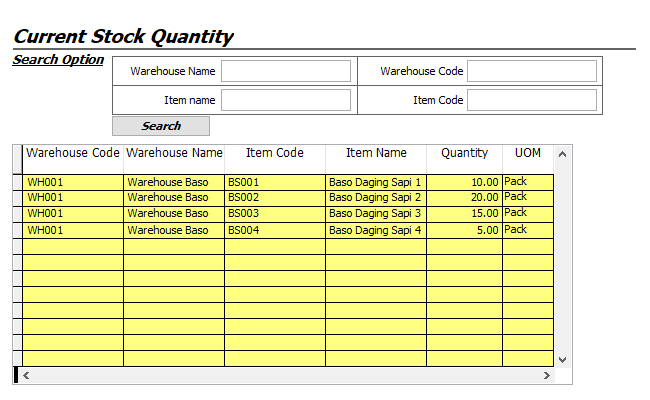 Current Stock Quantity
Search Option
Warehouse Name Warehouse Code
Item name Item Code
Search
Warehouse Code Warehouse Name Item Code Item Name Quantity UOM
WH001 Warehouse Baso BS001 Baso Daging Sapi 1 10.00 Pack
WH001 Warehouse Baso BS002 Baso Daging Sapi 2 20.00 Pack
WH001 Warehouse Baso BS003 Baso Daging Sapi 3 15.00 Pack
WH001 Warehouse Baso BS004 Baso Daging Sapi 4 5.00 Pack